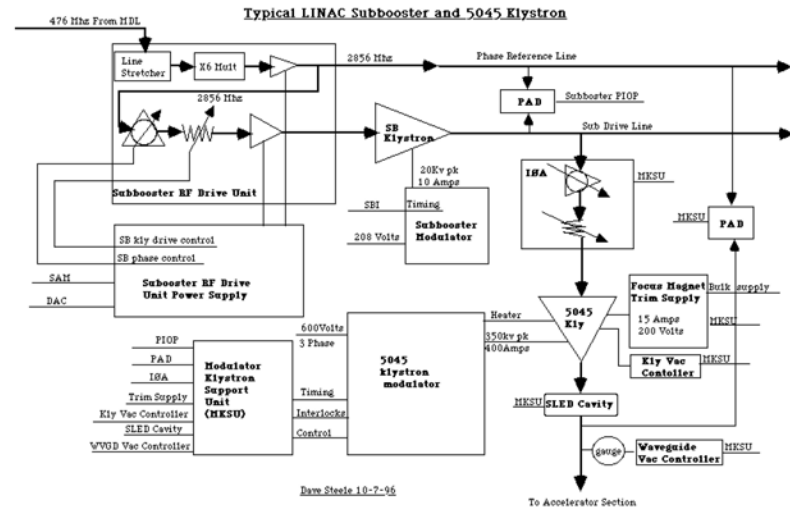 Typical LINAC Subbooster and 5045 Klystron
476 Mhz From MDL
Line
Stretcher
X6 Mult
2856 Mhz
Phase Reference Line
2856 Mhz
PAD
Subboster PIOP
SB
Klystron
Sub Drive Line
Subbooster RF Drive Unit
20Kv pk
10 Amps
IØA
MKSU
MKSU
PAD
SBI
Timing
Subbooster
Modulator
208 Volts
SB kly drive control
SB phase control
Subooster RF Drive
Unit Power Supply
SAM
DAC
Focus Magnet
Trim Supply
Bulk supply
15 Amps
200 Volts
MKSU
Heater
5045
Kly
350kv pk
400Amps
600Volts
3 Phase
5045
klystron
modulator
Kly Vac
Contoller
MKSU
PIOP
PAD
IØA
Trim Supply
Kly Vac Controller
SLED Cavity
WVGD Vac Controller
Modulator
Klystron
Support
Unit
(MKSU)
Timing
Interlocks
Control
MKSU
SLED Cavity
gauge
Waveguide
Vac Controller
MKSU
Dave Steele 10-7-96
To Accelerator Section